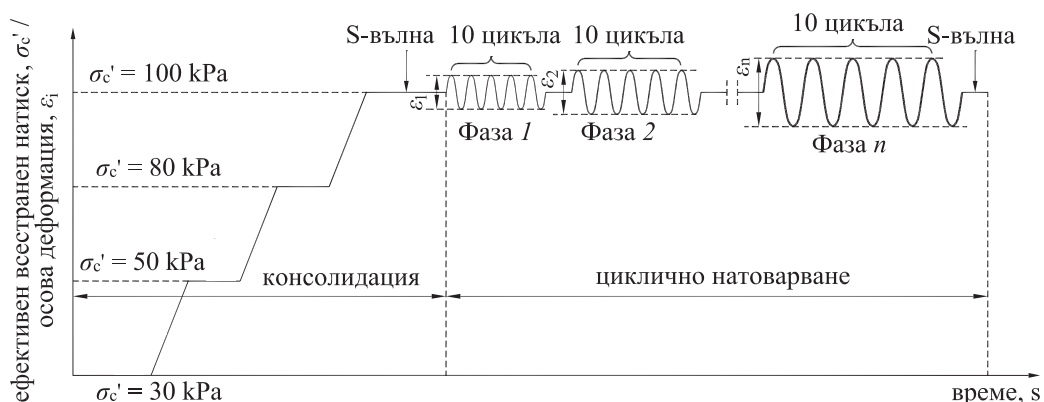 ефективен всестранен натиск, σc' /
осова деформация, ε1
S-вълна
10 цикъла
10 цикъла
10 цикъла
S-вълна
σc' = 100 kPa
ε1
ε2
εn
Фаза 1
Фаза 2
Фаза n
σc' = 80 kPa
σc' = 50 kPa
консолидация
циклично натоварване
σc' = 30 kPa
време, s